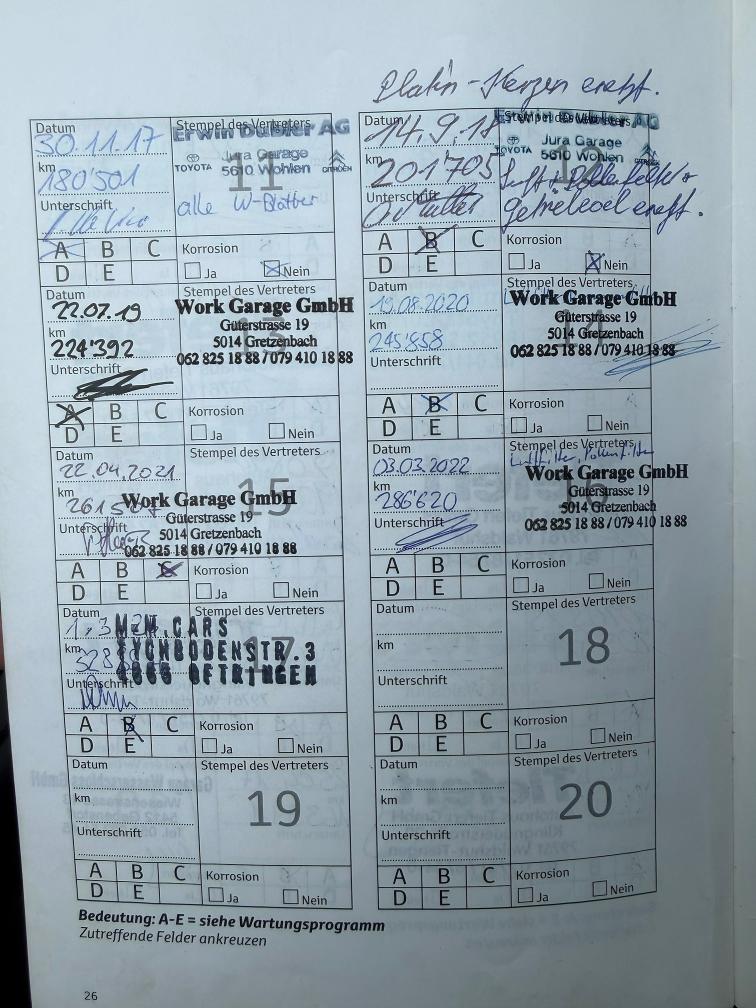 Platin - Kerzen ersetzt.
Datum
30.11.17
Stempel des Vertreters
Erwin Dubler AG
km
180'501
TOYOTA
Jura Garage
5610 Wohlen
CITROËN
11
Unterschrift
alle W-Blätter
A B C
D E
Korrosion
Ja Nein
Datum
14.9.18
Stempel des Vertreters
Erwin Dubler AG
km
201'705
TOYOTA
Jura Garage
5610 Wohlen
CITROËN
Unterschrift
Luft +
getriebeoel ersetzt.
A B C
D E
Korrosion
Ja Nein
Datum
22.07.19
Stempel des Vertreters
Work Garage GmbH
Güterstrasse 19
5014 Gretzenbach
062 825 18 88 / 079 410 18 88
km
224'392
13
Unterschrift
A B C
D E
Korrosion
Ja Nein
Datum
19.08.2020
Stempel des Vertreters
Work Garage GmbH
Güterstrasse 19
5014 Gretzenbach
062 825 18 88 / 079 410 18 88
km
245'858
14
Unterschrift
A B C
D E
Korrosion
Ja Nein
Datum
22.04.2021
Stempel des Vertreters
km
15
Work Garage GmbH
Güterstrasse 19
5014 Gretzenbach
062 825 18 88 / 079 410 18 88
Unterschrift
A B C
D E
Korrosion
Ja Nein
Datum
03.03.2022
Stempel des Vertreters
Luftfilter, Pollenfilter
Work Garage GmbH
Güterstrasse 19
5014 Gretzenbach
062 825 18 88 / 079 410 18 88
km
286'620
16
Unterschrift
A B C
D E
Korrosion
Ja Nein
Datum
Stempel des Vertreters
M.CARS
km
328
17
OFTRINGEN
Unterschrift
A B C
D E
Korrosion
Ja Nein
Datum
Stempel des Vertreters
km
18
Unterschrift
A B C
D E
Korrosion
Ja Nein
Datum
Stempel des Vertreters
km
19
Unterschrift
A B C
D E
Korrosion
Ja Nein
Datum
Stempel des Vertreters
km
20
Unterschrift
A B C
D E
Korrosion
Ja Nein
Bedeutung: A-E = siehe Wartungsprogramm
Zutreffende Felder ankreuzen
26